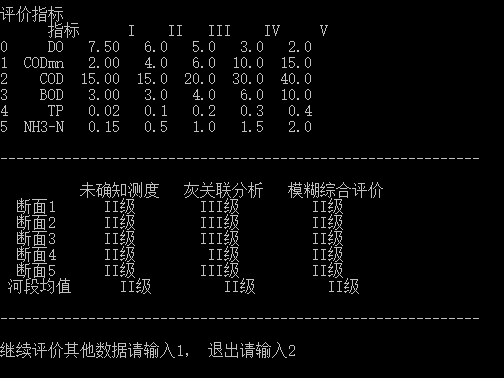 评价指标
指标 I II III IV V
0 DO 7.50 6.0 5.0 3.0 2.0
1 CODmn 2.00 4.0 6.0 10.0 15.0
2 COD 15.00 15.0 20.0 30.0 40.0
3 BOD 3.00 3.0 4.0 6.0 10.0
4 TP 0.02 0.1 0.2 0.3 0.4
5 NH3-N 0.15 0.5 1.0 1.5 2.0
------------------------------------------------------------
未确知测度 灰关联分析 模糊综合评价
断面1 II级 III级 II级
断面2 II级 III级 II级
断面3 II级 III级 II级
断面4 II级 II级 II级
断面5 II级 III级 II级
河段均值 II级 II级 II级
------------------------------------------------------------
继续评价其他数据请输入1, 退出请输入2